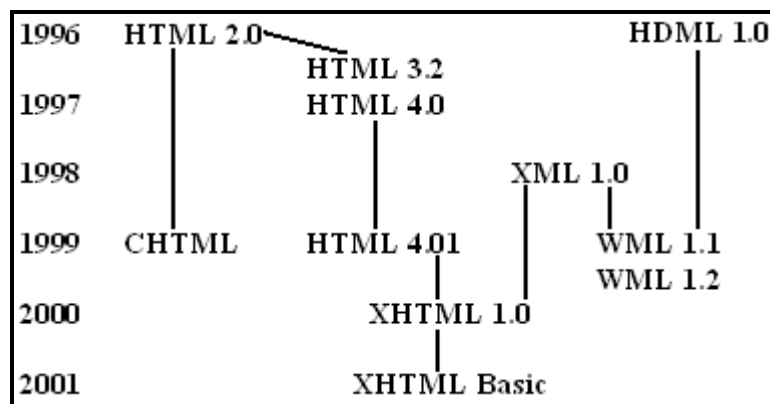 1996 HTML 2.0 HDML 1.0
HTML 3.2
1997 HTML 4.0
1998 XML 1.0
1999 CHTML HTML 4.01 WML 1.1
WML 1.2
2000 XHTML 1.0
2001 XHTML Basic